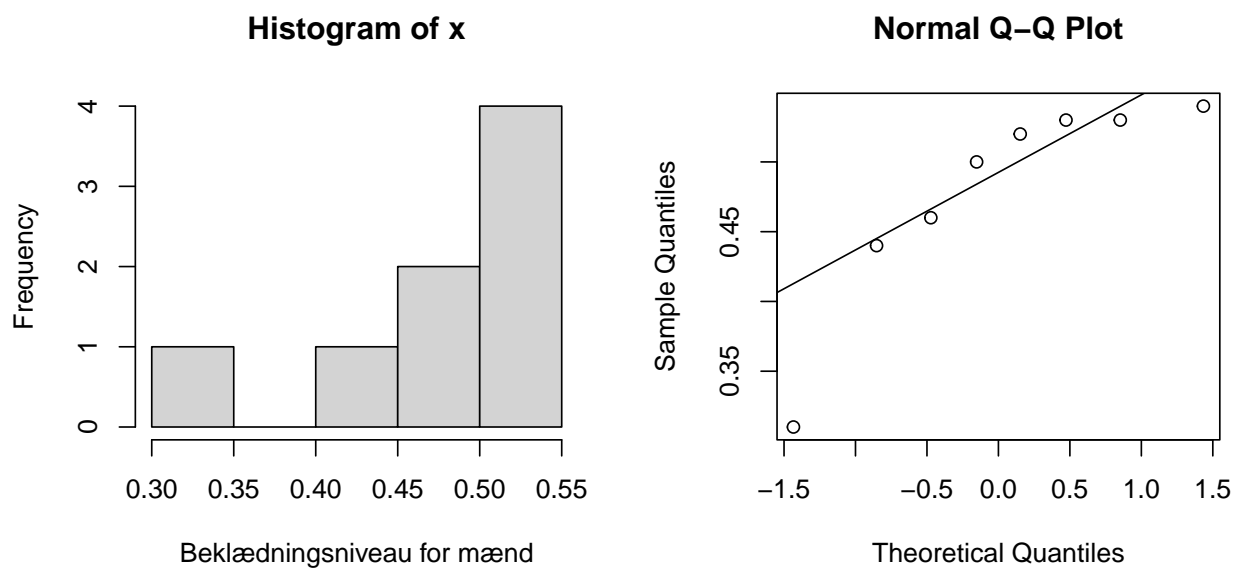 Histogram of x
Frequency
4
3
2
1
0
0.30 0.35 0.40 0.45 0.50 0.55
Beklædningsniveau for mænd
Normal Q−Q Plot
Sample Quantiles
0.45
0.35
−1.5 −0.5 0.0 0.5 1.0 1.5
Theoretical Quantiles